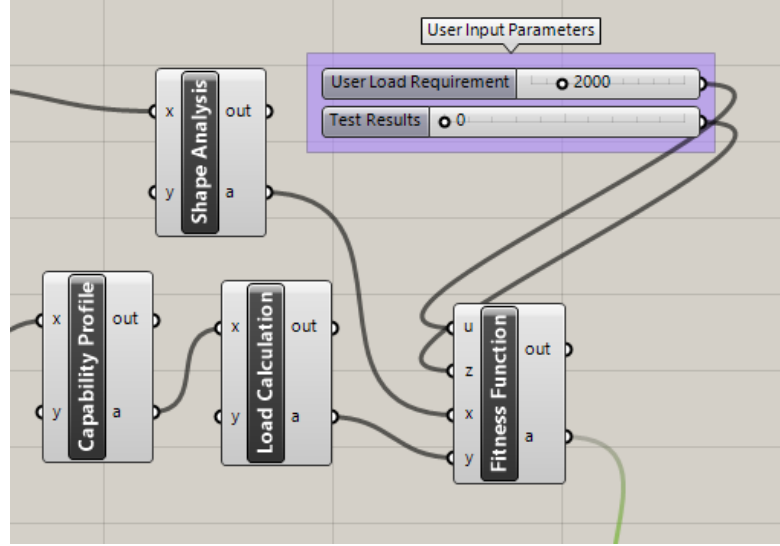 User Input Parameters
User Load Requirement 2000
Test Results 0
Shape Analysis
x out
y a
Capability Profile
x out
y a
Load Calculation
x out
y a
Fitness Function
u
z
x
y
out
a